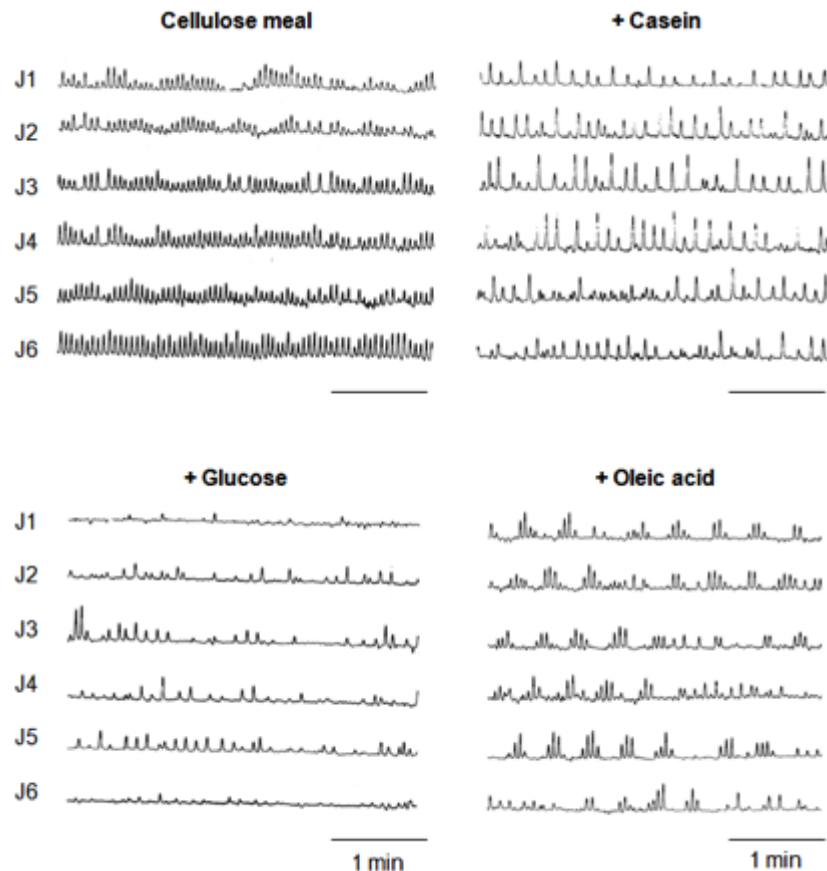 Cellulose meal
+ Casein
J1
J2
J3
J4
J5
J6
+ Glucose
+ Oleic acid
J1
J2
J3
J4
J5
J6
1 min
1 min